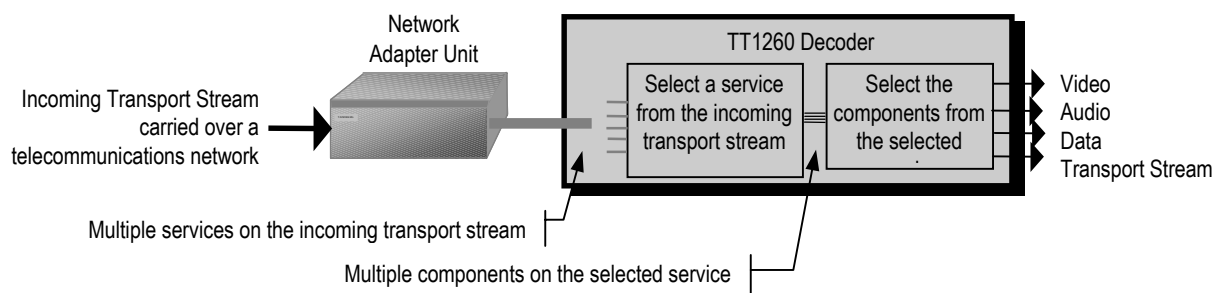 Network
Adapter Unit
TT1260 Decoder
Incoming Transport Stream
carried over a
telecommunications network
Select a service
from the incoming
transport stream
Select the
components from
the selected
.
Video
Audio
Data
Transport Stream
Multiple services on the incoming transport stream
Multiple components on the selected service